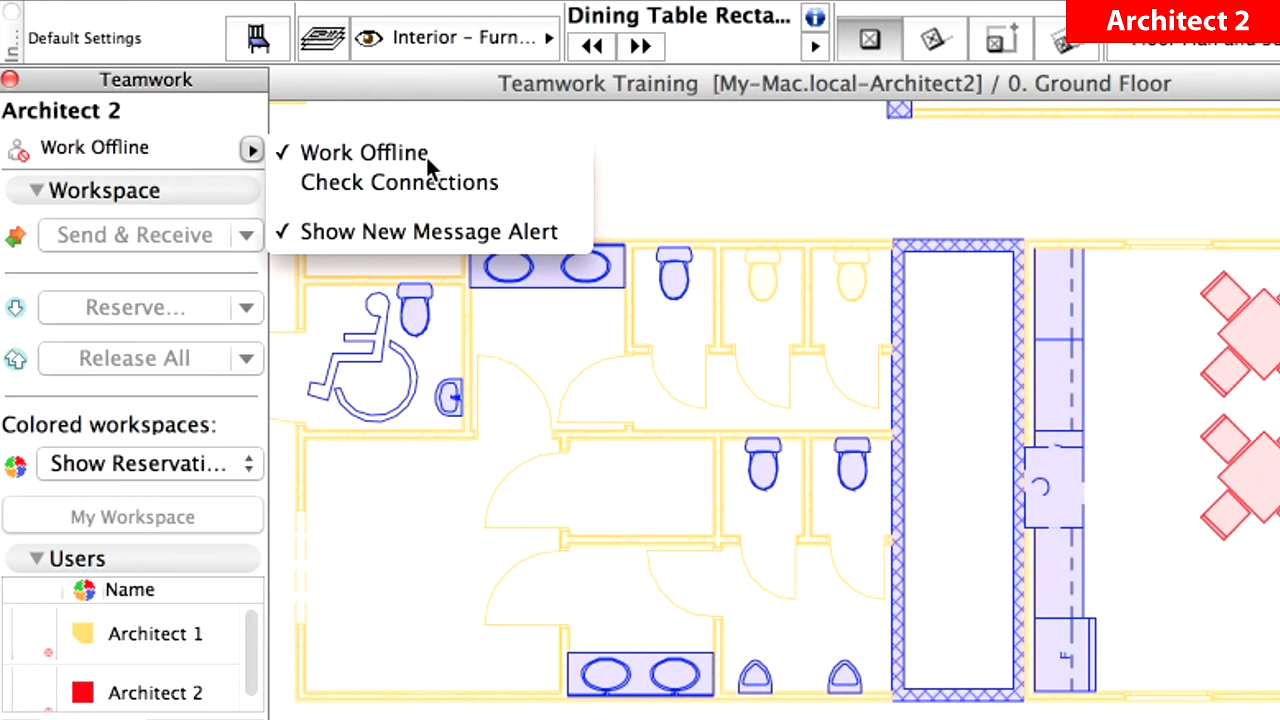 Dining Table Recta...
Architect 2
Default Settings
Interior - Furn...
Teamwork
Teamwork Training [My-Mac.local-Architect2] / 0. Ground Floor
Architect 2
Work Offline
✓ Work Offline
Check Connections
✓ Show New Message Alert
Workspace
Send & Receive
Reserve...
Release All
Colored workspaces:
Show Reservati...
My Workspace
Users
Name
Architect 1
Architect 2
F